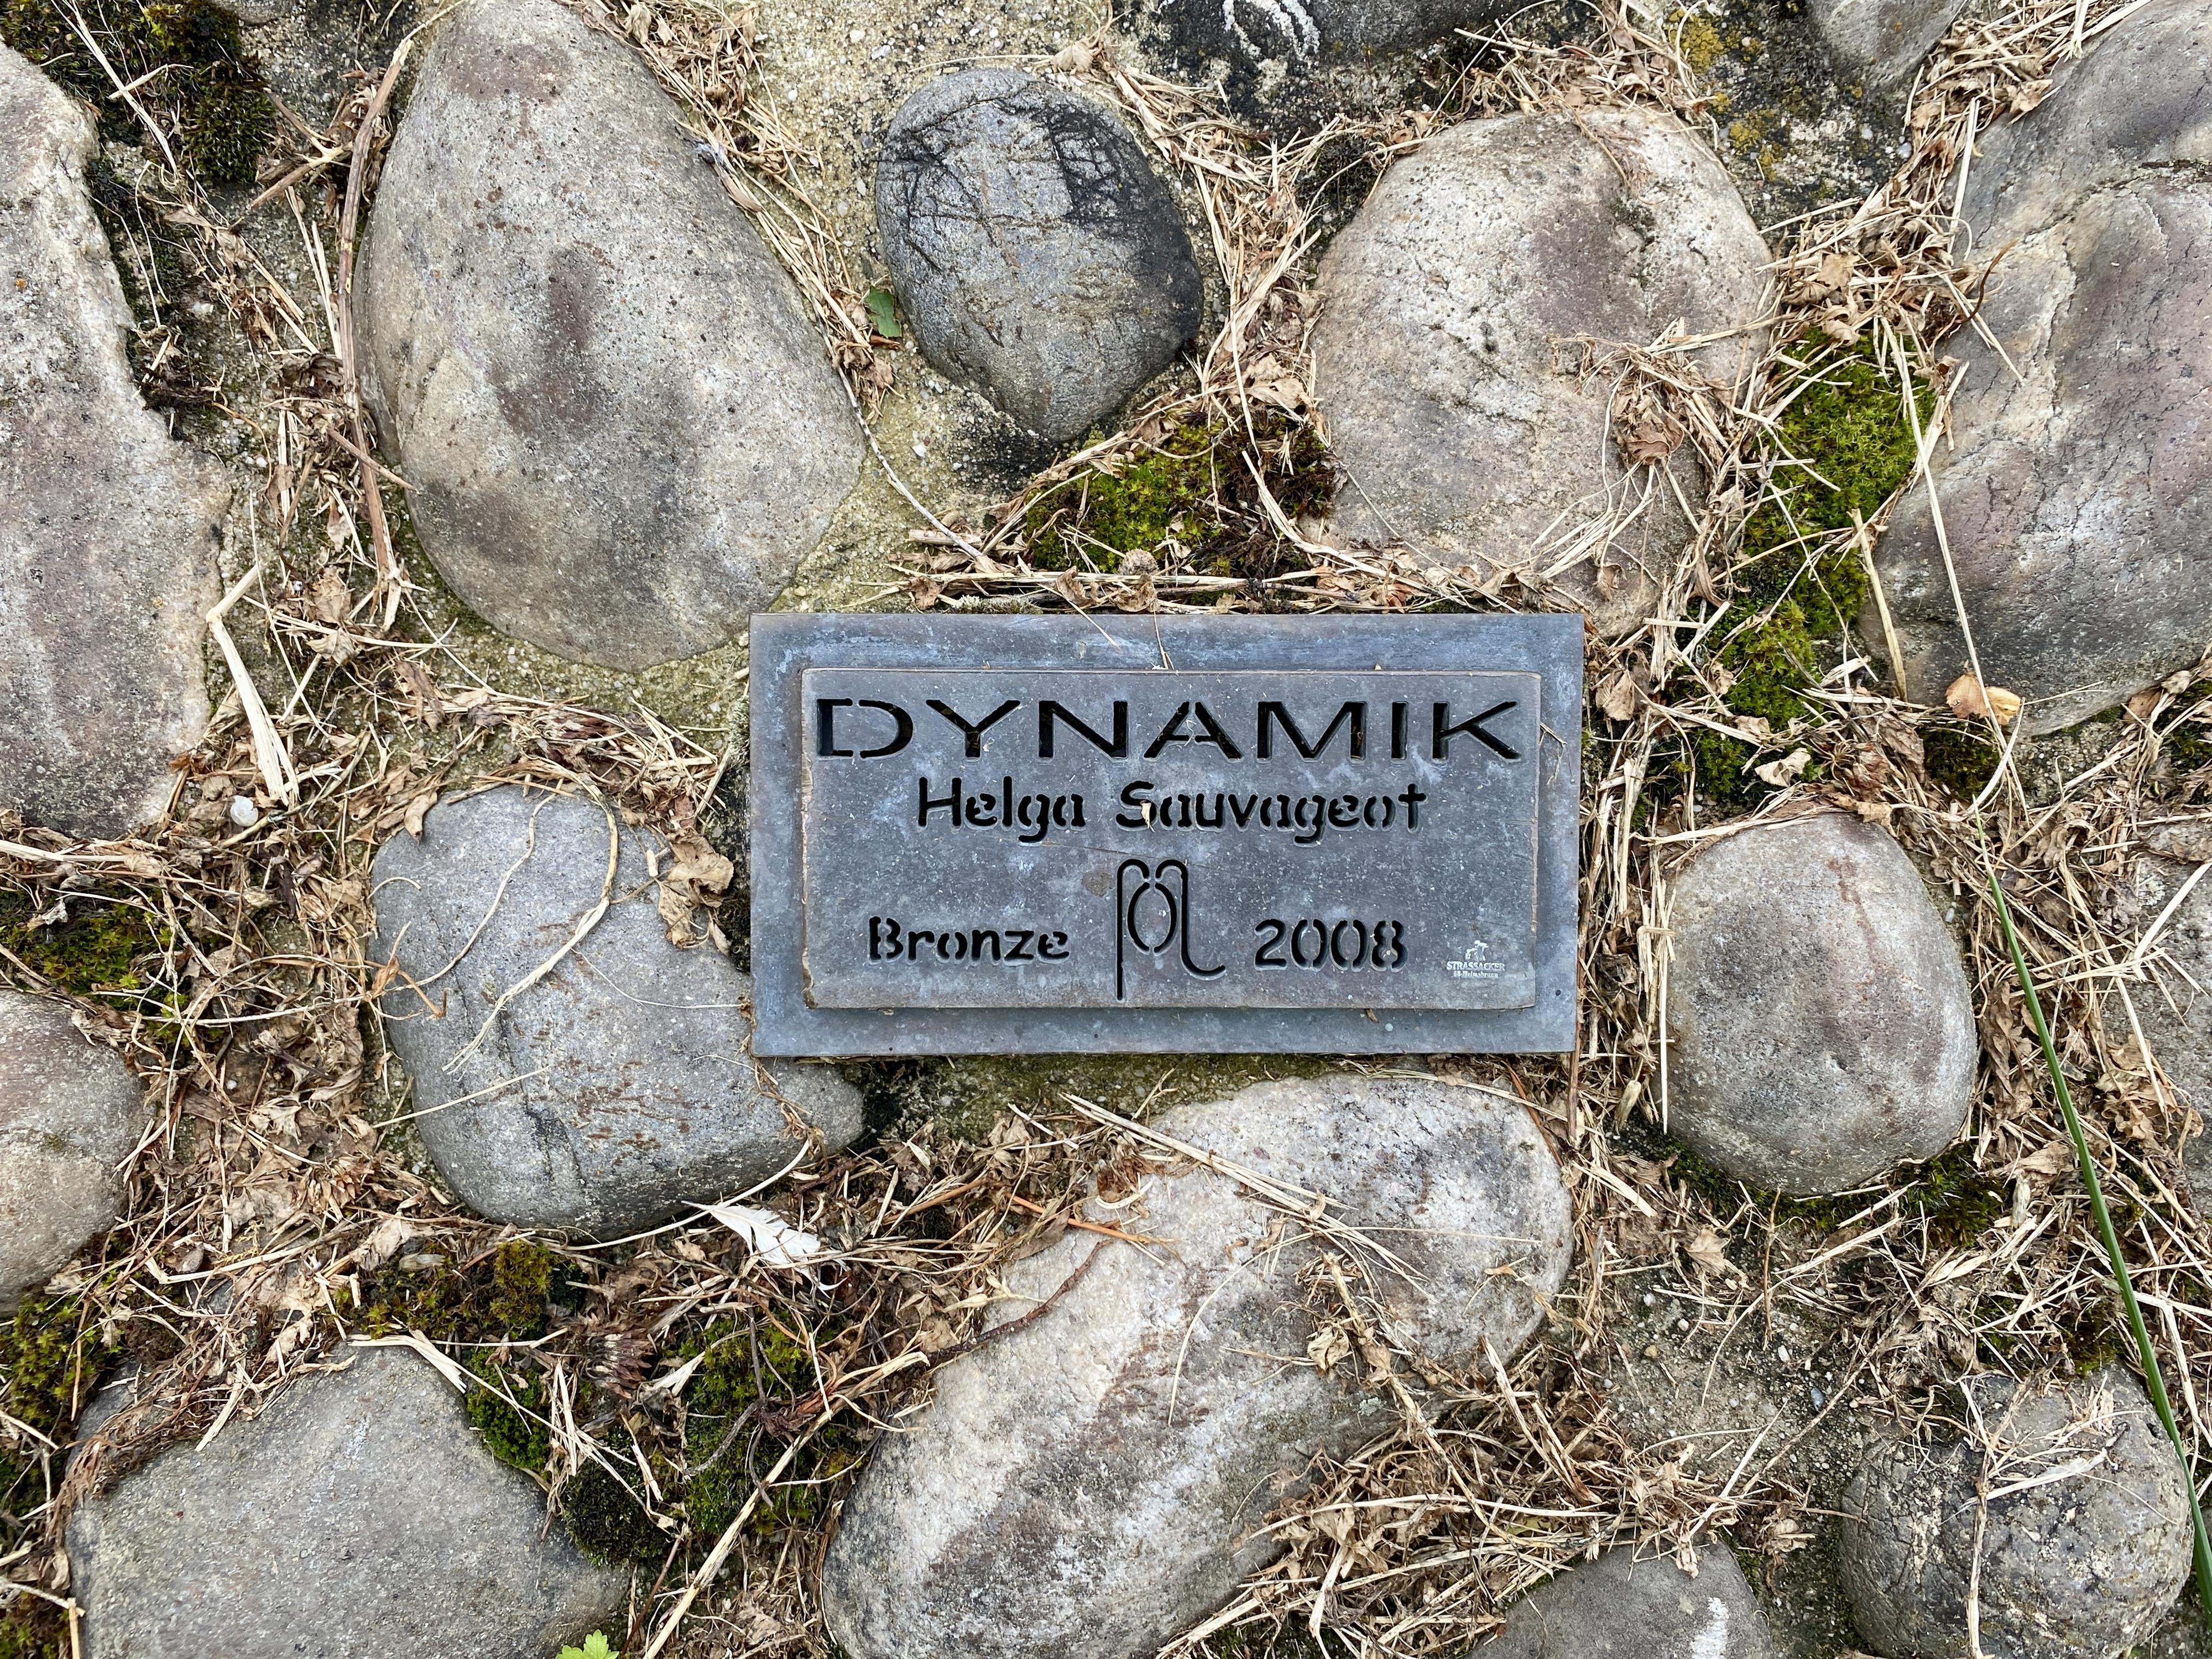 DYNAMIK
Helga Sauvageot
Bronze 2008
STRASSACKER